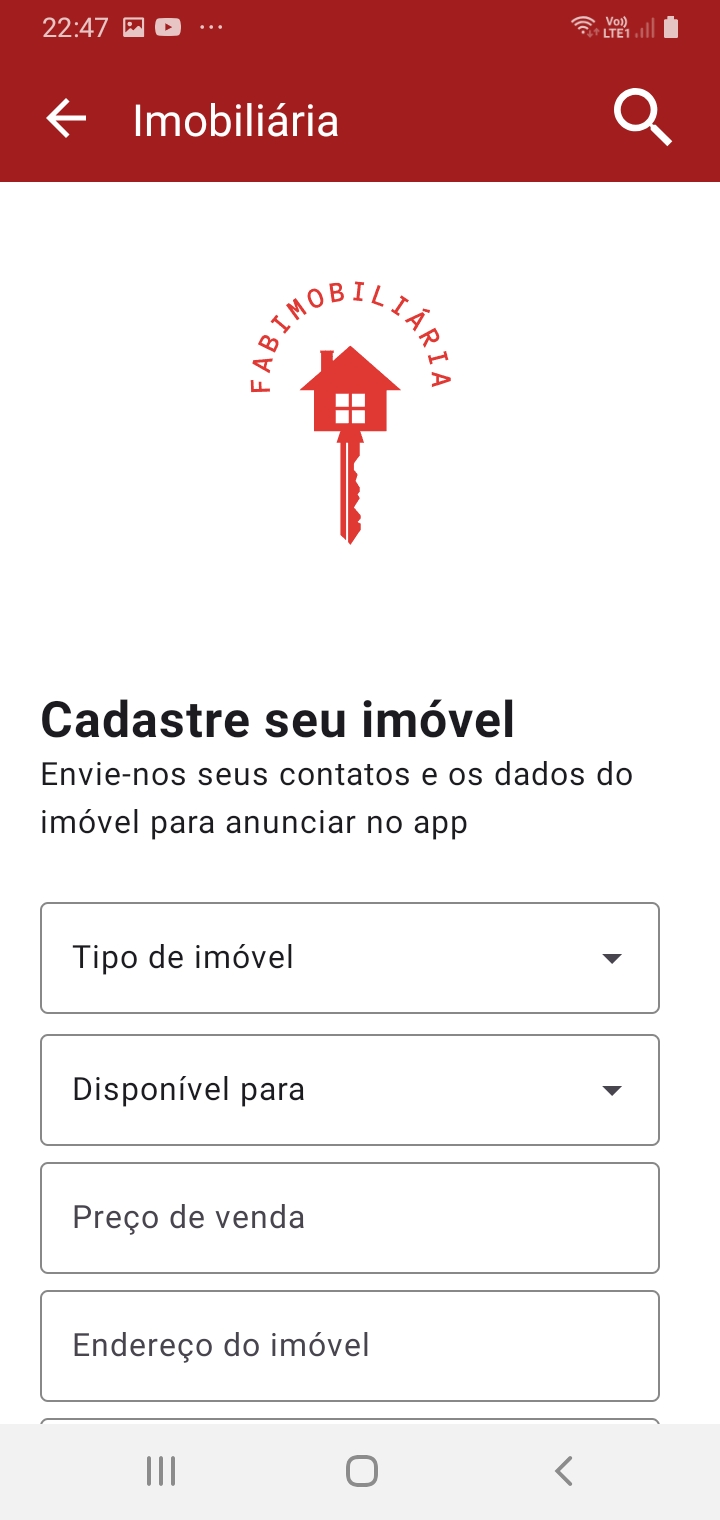 22:47
Vo))
LTE1
Imobiliária
FABIMOBILIÁRIA
Cadastre seu imóvel
Envie-nos seus contatos e os dados do
imóvel para anunciar no app
Tipo de imóvel
Disponível para
Preço de venda
Endereço do imóvel